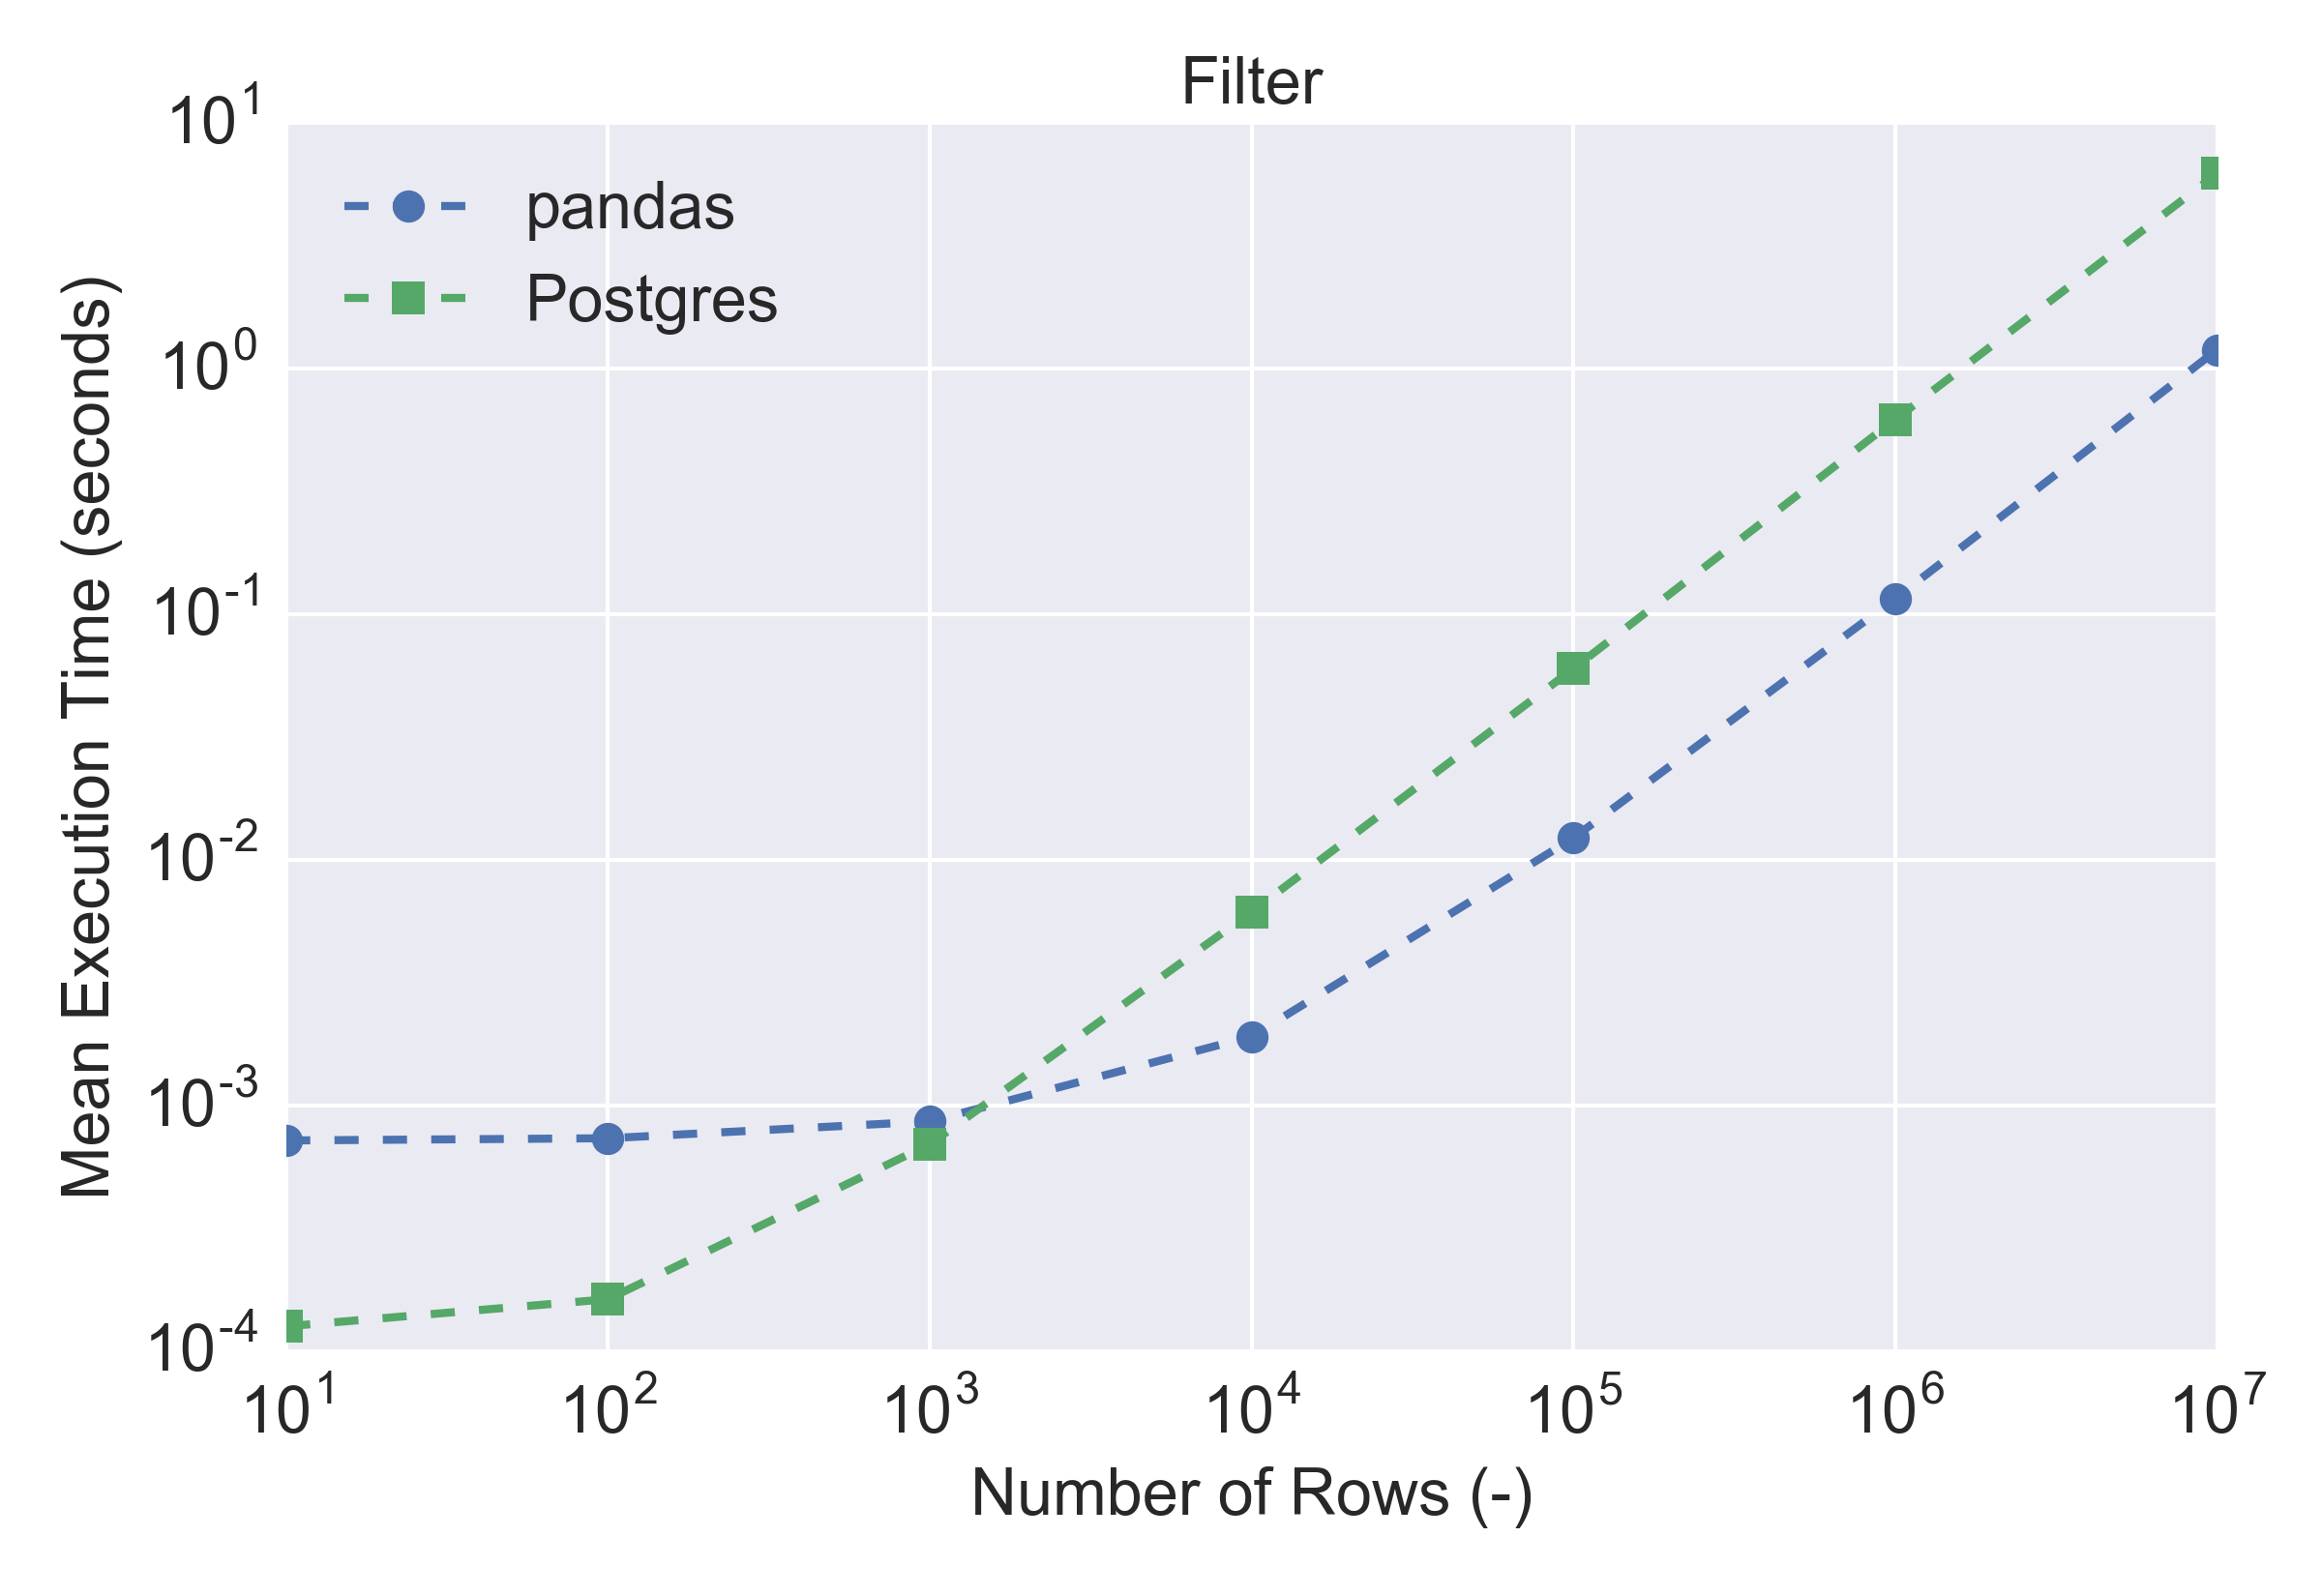 Filter
10^1
10^0
10^-1
10^-2
10^-3
10^-4
Mean Execution Time (seconds)
pandas
Postgres
10^1 10^2 10^3 10^4 10^5 10^6 10^7
Number of Rows (-)